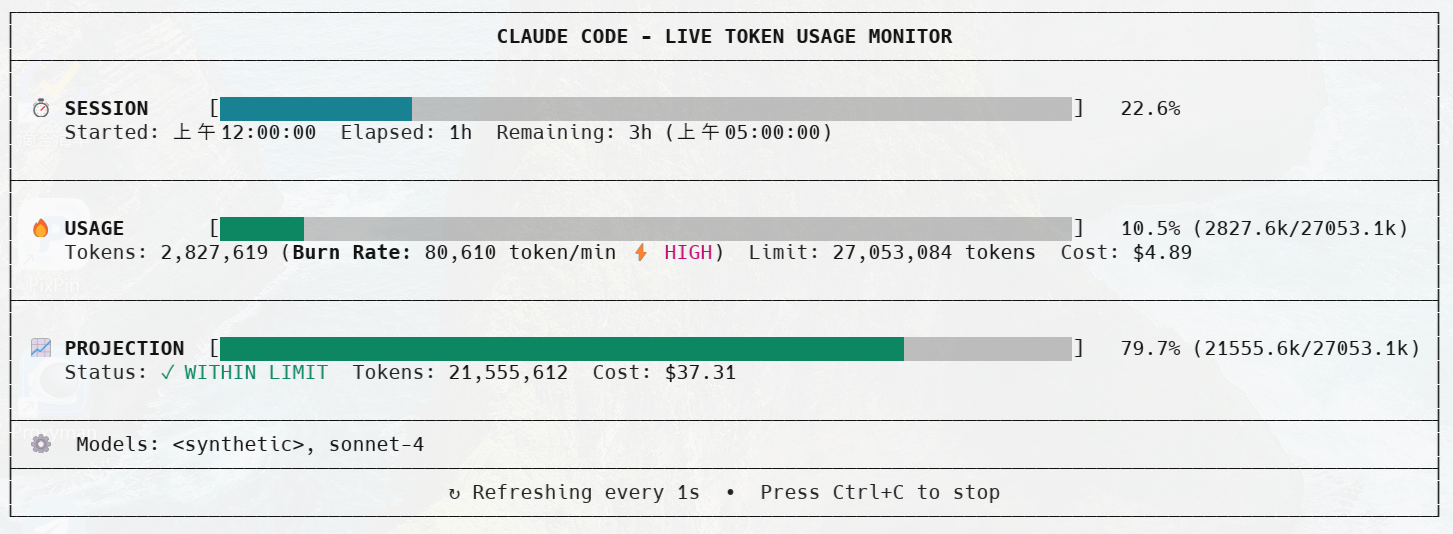 CLAUDE CODE - LIVE TOKEN USAGE MONITOR
SESSION [] 22.6%
Started: 上午12:00:00 Elapsed: 1h Remaining: 3h (上午05:00:00)
USAGE [] 10.5% (2827.6k/27053.1k)
Tokens: 2,827,619 (Burn Rate: 80,610 token/min ⚡ HIGH) Limit: 27,053,084 tokens Cost: $4.89
PixPin
PROJECTION [] 79.7% (21555.6k/27053.1k)
Status: ✓ WITHIN LIMIT Tokens: 21,555,612 Cost: $37.31
Proxyman
Models: <synthetic>, sonnet-4
↻ Refreshing every 1s • Press Ctrl+C to stop